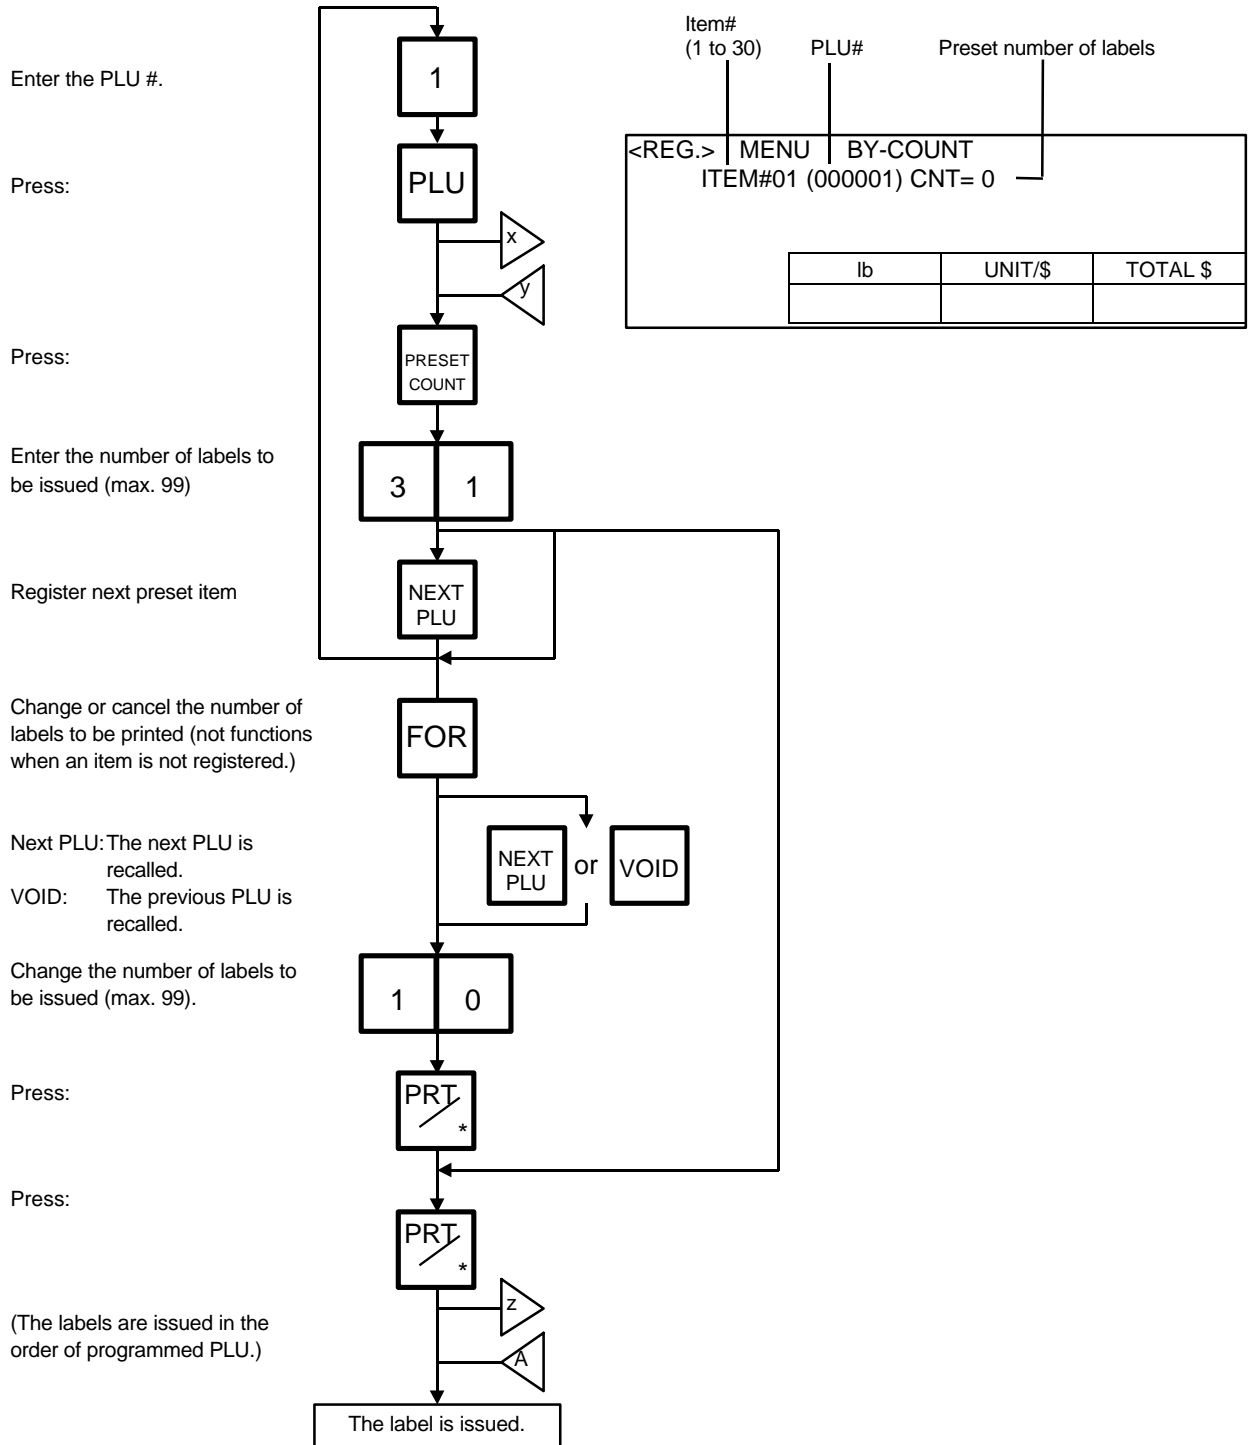 Item#
(1 to 30)
PLU#
Preset number of labels
Enter the PLU #.
1
<REG.> MENU BY-COUNT
ITEM#01 (000001) CNT= 0
lb UNIT/$ TOTAL $
Press:
PLU
x
y
Press:
PRESET
COUNT
Enter the number of labels to
be issued (max. 99)
3 1
Register next preset item
NEXT
PLU
Change or cancel the number of
labels to be printed (not functions
when an item is not registered.)
FOR
Next PLU: The next PLU is
recalled.
VOID: The previous PLU is
recalled.
NEXT
PLU
or
VOID
Change the number of labels to
be issued (max. 99).
1 0
Press:
PRT
*
Press:
PRT
*
z
(The labels are issued in the
order of programmed PLU.)
A
The label is issued.